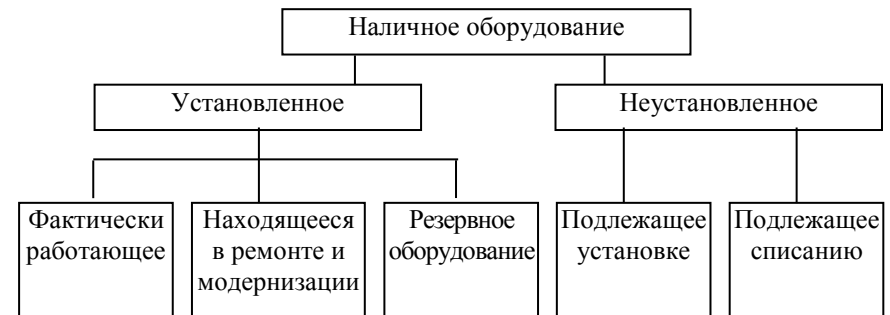 Наличное оборудование
Установленное
Неустановленное
Фактически
работающее
Находящееся
в ремонте и
модернизации
Резервное
оборудование
Подлежащее
установке
Подлежащее
списанию